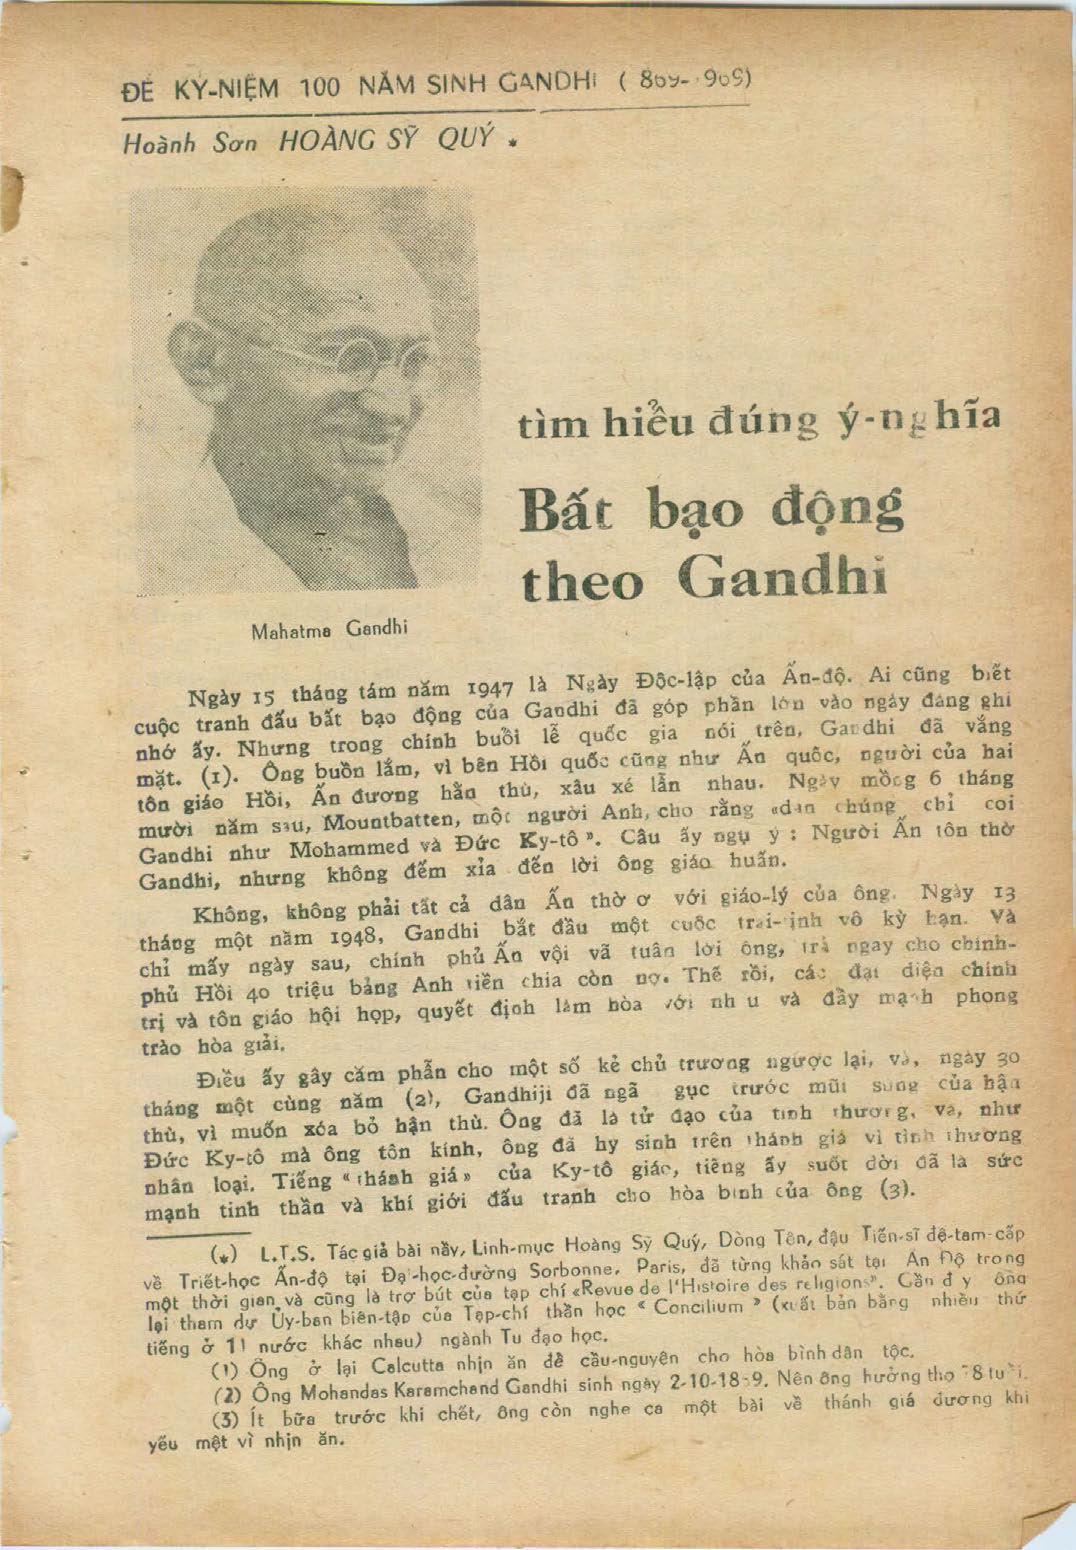 ĐỂ KỶ-NIỆM 100 NĂM SINH GANDHI
Hoành Sơn HOÀNG SỸ QUÝ *
tìm hiểu đúng ý-nghĩa
Bất bạo động
theo Gandhi
Mahatma Gandhi
Ngày 15 tháng tám năm 1947 là Ngày Độc-lập của Ấn-độ. Ai cũng biết
cuộc tranh đấu bất bạo động của Gandhi đã góp phần lớn vào ngày đáng ghi
nhớ ấy. Nhưng trong chính buổi lễ quốc gia nói trên, Gandhi đã vắng
mặt. (1). Ông buồn lắm, vì bên Hồi quốc cũng như Ấn quốc, người của hai
tôn giáo Hồi, Ấn đương hằn thù, xâu xé lẫn nhau. Ngày mồng 6 tháng
mười năm sau, Mountbatten, một người Anh, cho rằng «dân chúng chỉ coi
Gandhi như Mohammed và Đức Ky-tô». Câu ấy ngụ ý : Người Ấn tôn thờ
Gandhi, nhưng không đếm xỉa đến lời ông giáo huấn.
Không, không phải tất cả dân Ấn thờ ơ với giáo-lý của ông. Ngày 13
tháng một năm 1948, Gandhi bắt đầu một cuộc trai-tịnh vô kỳ hạn. Và
chỉ mấy ngày sau, chính phủ Ấn vội vã tuân lời ông, trả ngay cho chính-
phủ Hồi 40 triệu bảng Anh tiền chia còn nợ. Thế rồi, các đại diện chính
trị và tôn giáo hội họp, quyết định làm hòa với nhau và đẩy mạnh phong
trào hòa giải.
Điều ấy gây căm phẫn cho một số kẻ chủ trương ngược lại, và, ngày 30
tháng một cùng năm (2), Gandhiji đã ngã gục trước mũi súng của hận
thù, vì muốn xóa bỏ hận thù. Ông đã là tử đạo của tình thương, và, như
Đức Ky-tô mà ông tôn kính, ông đã hy sinh trên thánh giá vì tình thương
nhân loại. Tiếng «thánh giá» của Ky-tô giáo, tiếng ấy suốt đời đã là sức
mạnh tinh thần và khí giới đấu tranh cho hòa bình của ông (3).
(*) L.T.S. Tác giả bài nầy, Linh-mục Hoàng Sỹ Quý, Dòng Tên, đậu Tiến-sĩ đệ-tam-cấp
về Triết-học Ấn-độ tại Đại-học-đường Sorbonne, Paris, đã từng khảo sát tại Ấn Độ trong
một thời gian, và cũng là trợ bút của tạp chí «Revue de l'Histoire des religions». Gần đây ông
lại tham dự Ủy-ban biên-tập của Tạp-chí thần học « Concilium » (xuất bản bằng nhiều thứ
tiếng ở 11 nước khác nhau) ngành Tu đạo học.
(1) Ông ở lại Calcutta nhịn ăn để cầu-nguyện cho hòa bình dân tộc.
(2) Ông Mohandas Karamchand Gandhi sinh ngày Nên ông hưởng thọ tuổi.
(3) Ít bữa trước khi chết, ông còn nghe ca một bài về thánh giá đương khi
yếu mệt vì nhịn ăn.